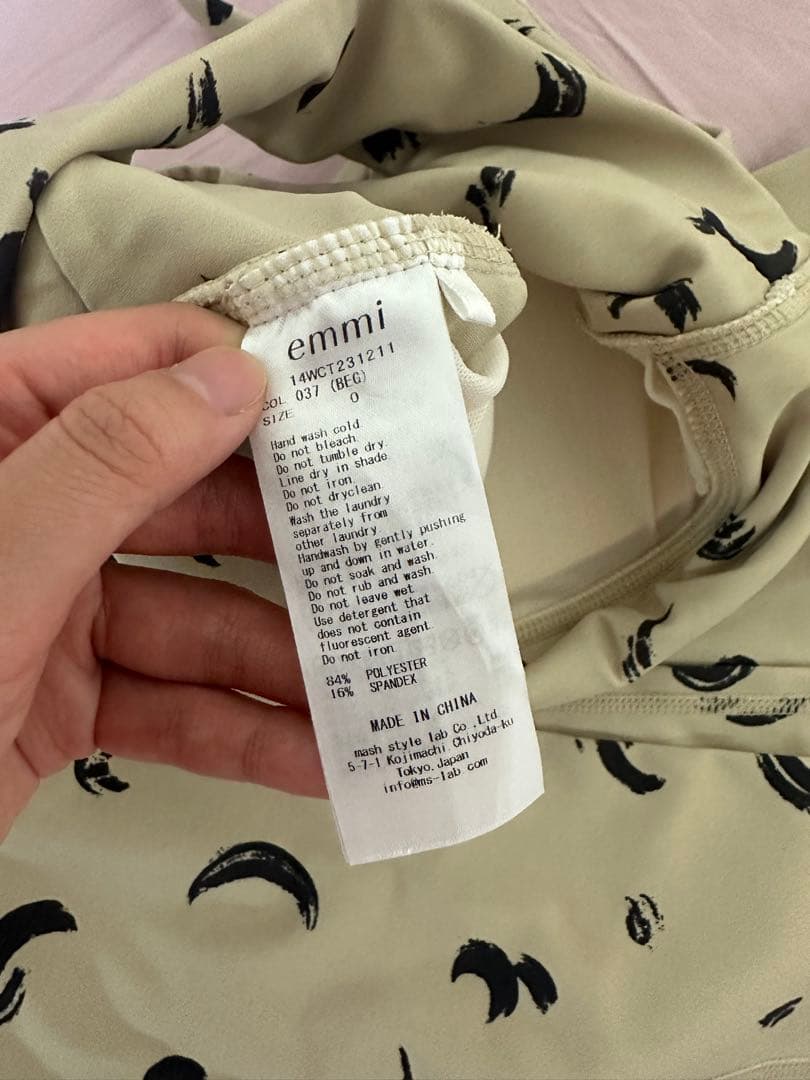 emmi
14WCT231211
COL 037 (BEG)
SIZE 0
Hand wash cold.
Do not bleach.
Do not tumble dry.
Line dry in shade.
Do not iron.
Do not dryclean.
Wash the laundry
separately from
other laundry.
Handwash by gently pushing
up and down in water.
Do not soak and wash.
Do not rub and wash.
Do not leave wet.
Use detergent that
does not contain
fluorescent agent.
Do not iron.
84% POLYESTER
16% SPANDEX
MADE IN CHINA
mash style lab Co.,Ltd.
5-7-1 Kojimachi,Chiyoda-ku
Tokyo,Japan
info@ms-lab.com